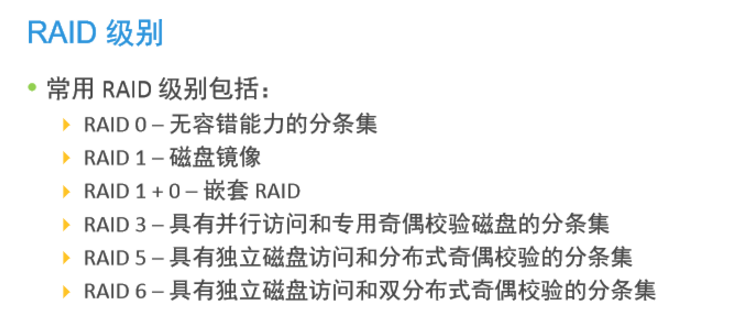 RAID 级别
• 常用 RAID 级别包括：
RAID 0 – 无容错能力的分条集
RAID 1 – 磁盘镜像
RAID 1 + 0 – 嵌套 RAID
RAID 3 – 具有并行访问和专用奇偶校验磁盘的分条集
RAID 5 – 具有独立磁盘访问和分布式奇偶校验的分条集
RAID 6 – 具有独立磁盘访问和双分布式奇偶校验的分条集